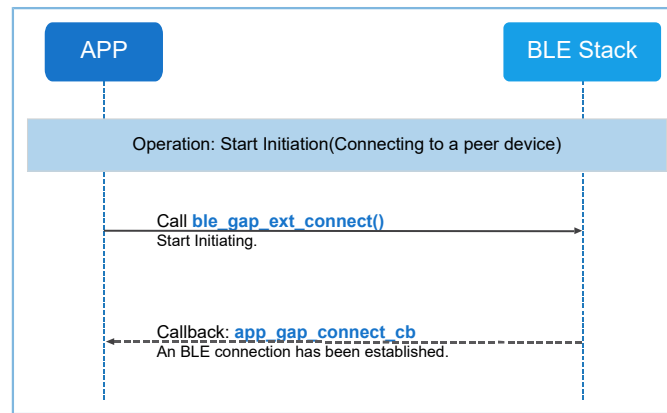 APP
BLE Stack
Operation: Start Initiation(Connecting to a peer device)
Call ble_gap_ext_connect()
Start Initiating.
Callback: app_gap_connect_cb
An BLE connection has been established.